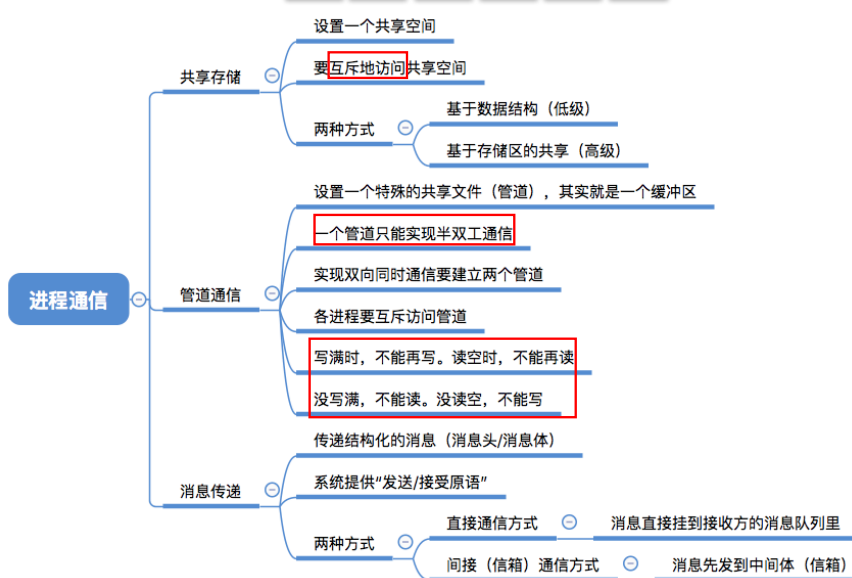 设置一个共享空间
要互斥地访问共享空间
共享存储
基于数据结构（低级）
两种方式
基于存储区的共享（高级）
设置一个特殊的共享文件（管道），其实就是一个缓冲区
一个管道只能实现半双工通信
实现双向同时通信要建立两个管道
进程通信
管道通信
各进程要互斥访问管道
写满时，不能再写。读空时，不能再读
没写满，不能读。没读空，不能写
传递结构化的消息（消息头/消息体）
消息传递
系统提供“发送/接受原语”
直接通信方式
消息直接挂到接收方的消息队列里
两种方式
间接（信箱）通信方式
消息先发到中间体（信箱）